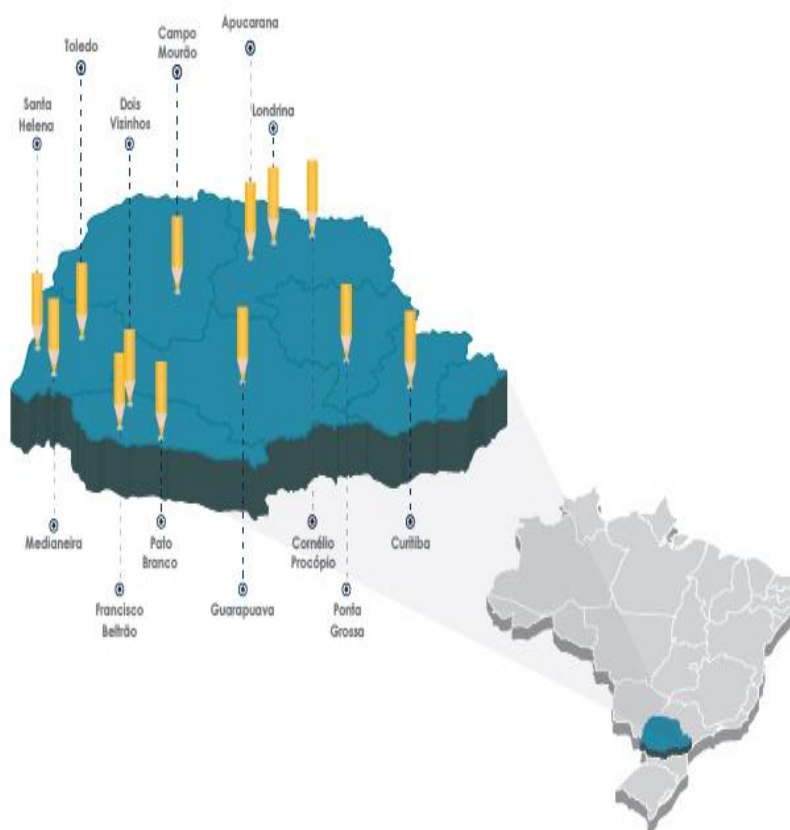 Apucarana
Campo
Mourão
Toledo
Santa
Helena
Dois
Vizinhos
Londrina
Medianeira
Pato
Branco
Cornélio
Procópio
Curitiba
Francisco
Beltrão
Guarapuava
Ponta
Grossa